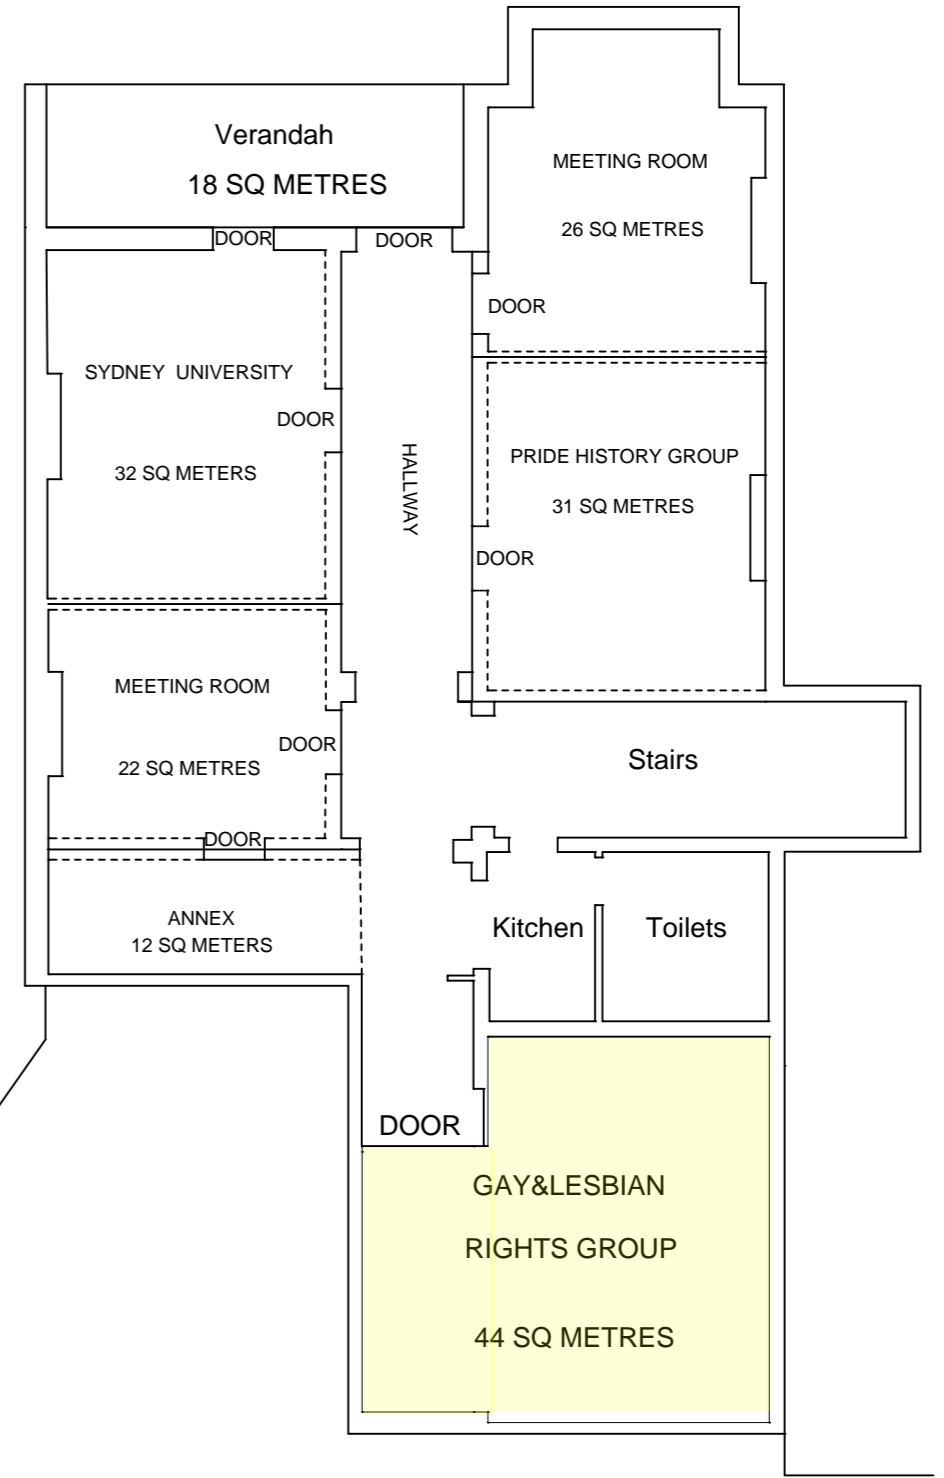 Verandah
18 SQ METRES
MEETING ROOM
26 SQ METRES
DOOR
DOOR
DOOR
SYDNEY UNIVERSITY
32 SQ METERS
DOOR
HALLWAY
PRIDE HISTORY GROUP
31 SQ METRES
DOOR
MEETING ROOM
22 SQ METRES
DOOR
DOOR
Stairs
ANNEX
12 SQ METERS
Kitchen
Toilets
DOOR
GAY&LESBIAN
RIGHTS GROUP
44 SQ METRES